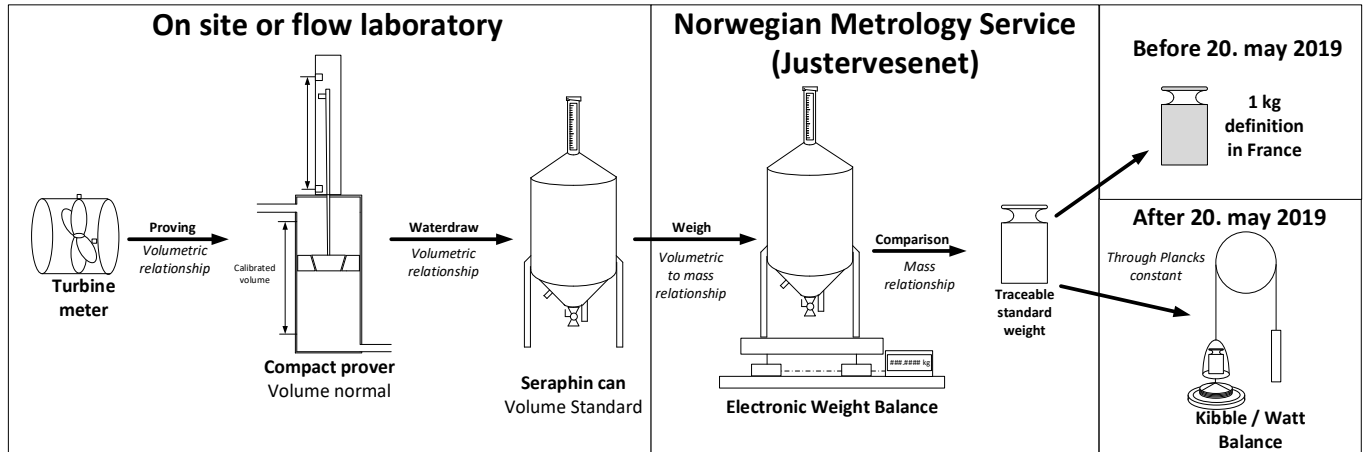 On site or flow laboratory
Turbine
meter
Proving
Volumetric
relationship
Calibrated
volume
Compact prover
Volume normal
Waterdraw
Volumetric
relationship
Seraphin can
Volume Standard
Norwegian Metrology Service
(Justervesenet)
Weigh
Volumetric
to mass
relationship
###.#### kg
Electronic Weight Balance
Comparison
Mass
relationship
Traceable
standard
weight
Before 20. may 2019
1 kg
definition
in France
After 20. may 2019
Through Plancks
constant
Kibble / Watt
Balance